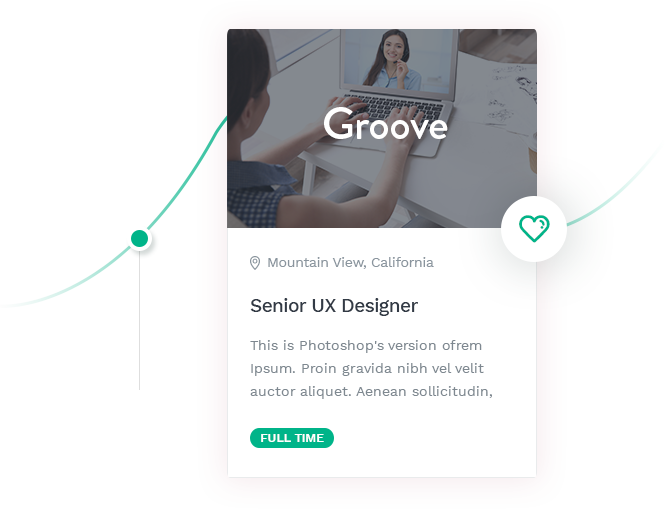 Groove
Mountain View, California
Senior UX Designer
This is Photoshop's version ofrem
Ipsum. Proin gravida nibh vel velit
auctor aliquet. Aenean sollicitudin,
FULL TIME